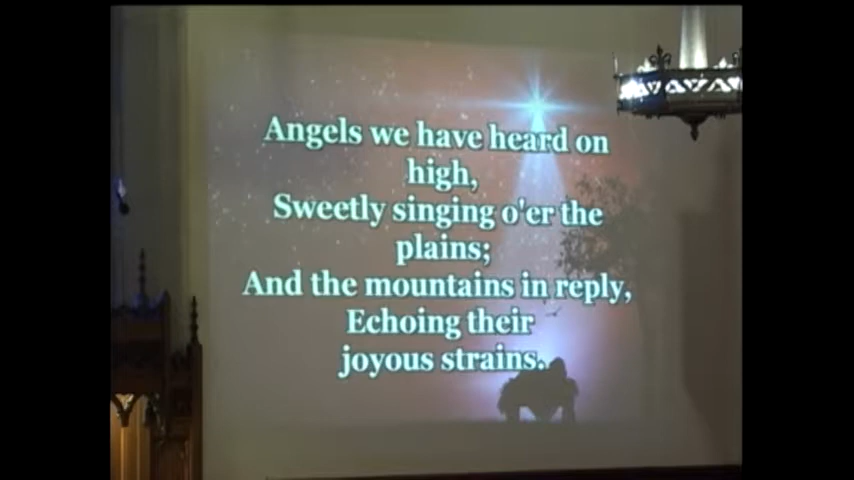 Angels we have heard on
high,
Sweetly singing o'er the
plains;
And the mountains in reply,
Echoing their
joyous strains.